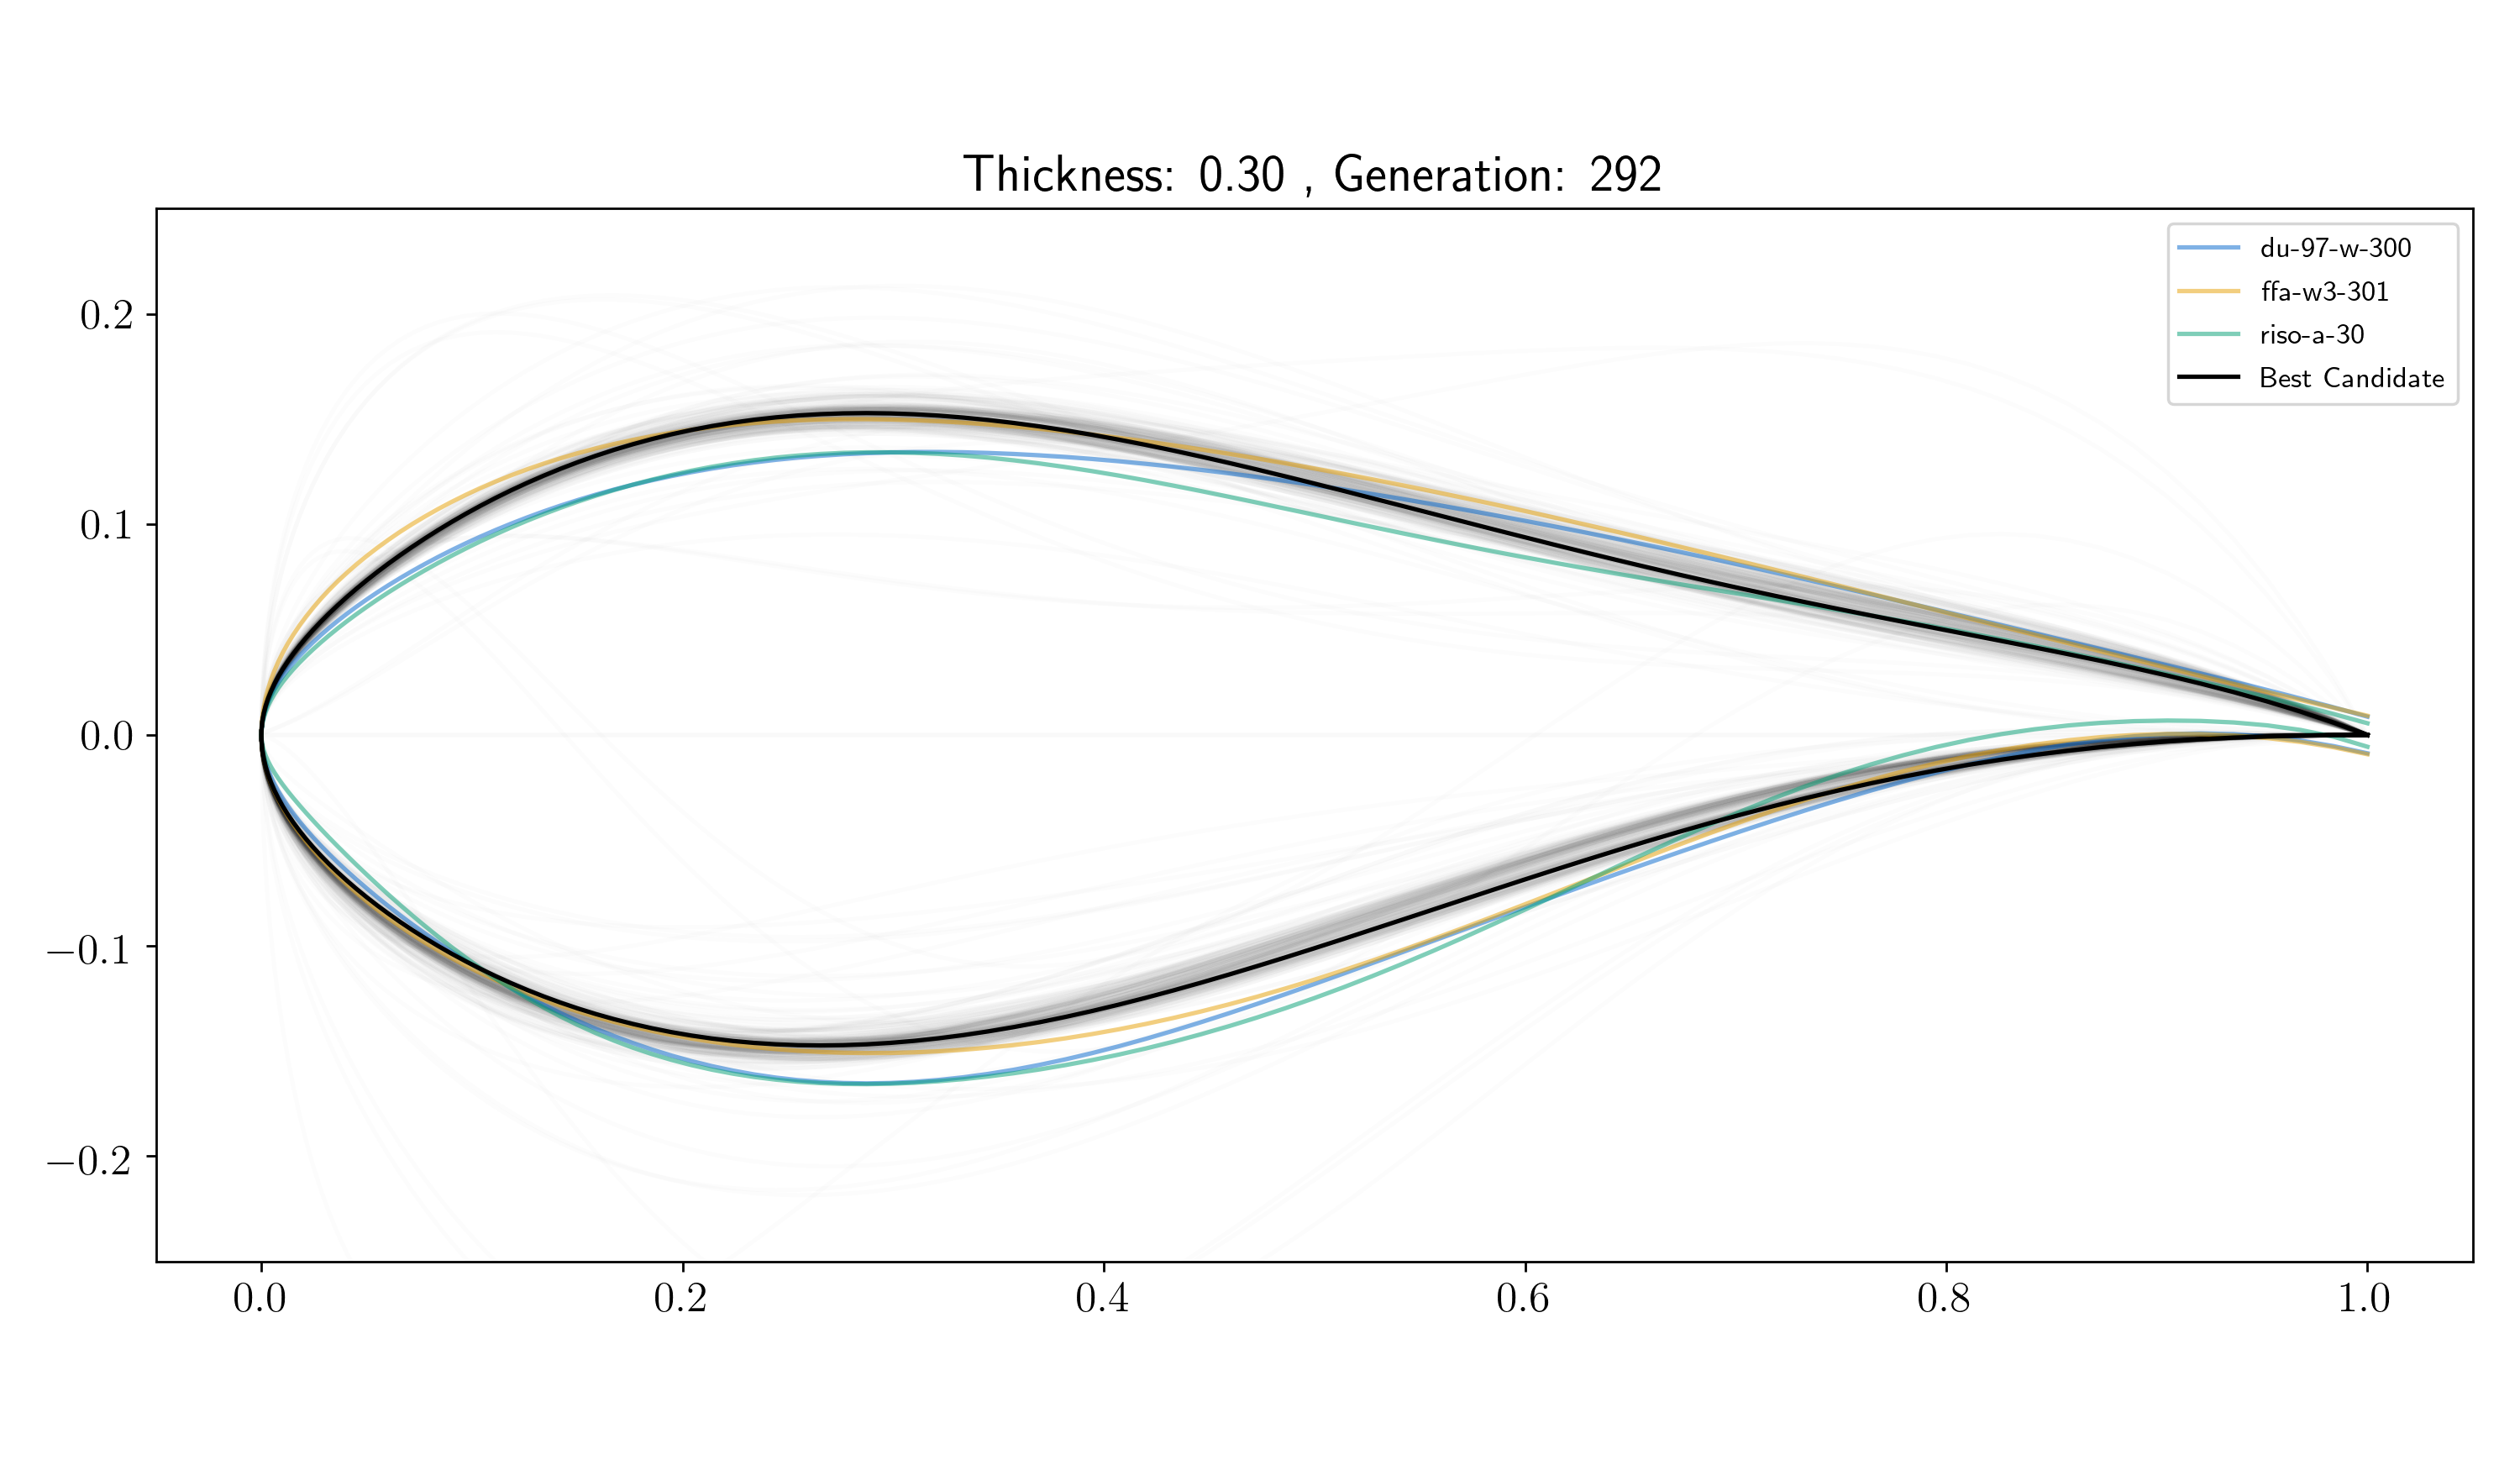 Thickness: 0.30 , Generation: 292
du-97-w-300
ffa-w3-301
riso-a-30
Best Candidate
0.2
0.1
0.0
−0.1
−0.2
0.0 0.2 0.4 0.6 0.8 1.0